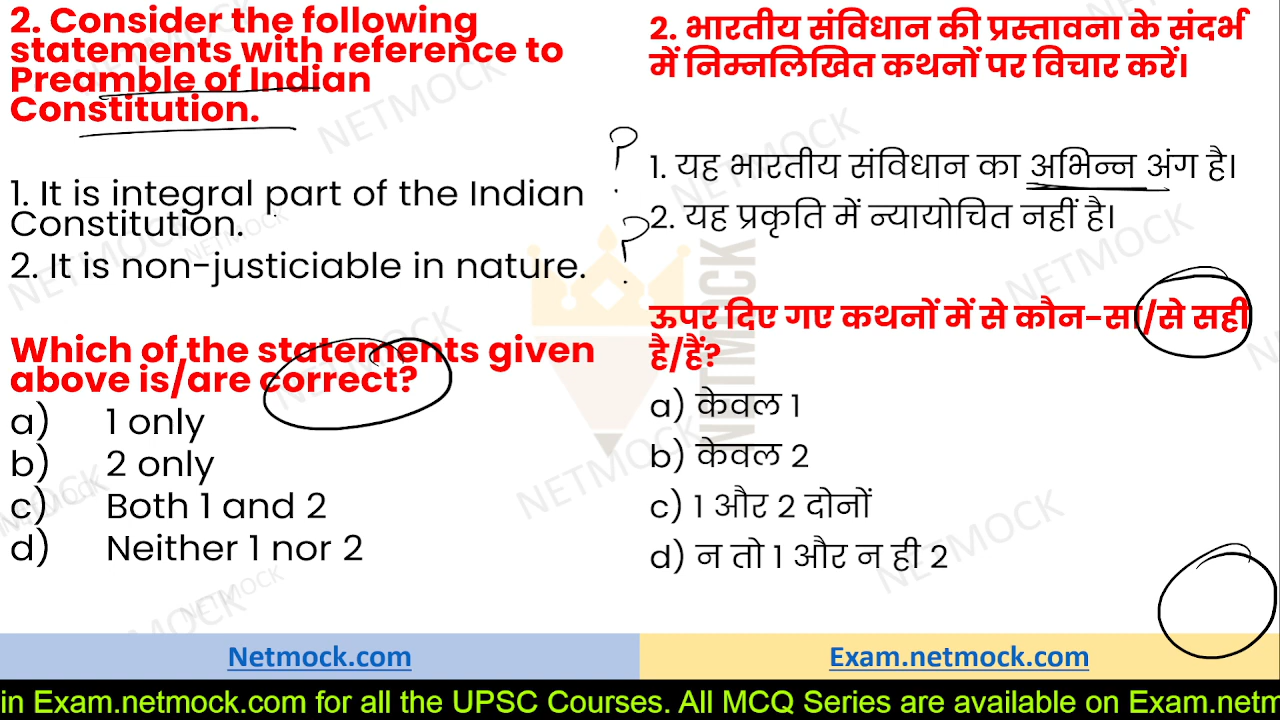 2. Consider the following
statements with reference to
Preamble of Indian
Constitution.
1. It is integral part of the Indian
Constitution.
2. It is non-justiciable in nature.
Which of the statements given
above is/are correct?
a) 1 only
b) 2 only
c) Both 1 and 2
d) Neither 1 nor 2
2. भारतीय संविधान की प्रस्तावना के संदर्भ
में निम्नलिखित कथनों पर विचार करें।
?
1. यह भारतीय संविधान का अभिन्न अंग है।
?
2. यह प्रकृति में न्यायोचित नहीं है।
ऊपर दिए गए कथनों में से कौन-सा/से सही
है/हैं?
a) केवल 1
b) केवल 2
c) 1 और 2 दोनों
d) न तो 1 और न ही 2
NETMOCK
Netmock.com
Exam.netmock.com
in Exam.netmock.com for all the UPSC Courses. All MCQ Series are available on Exam.netm